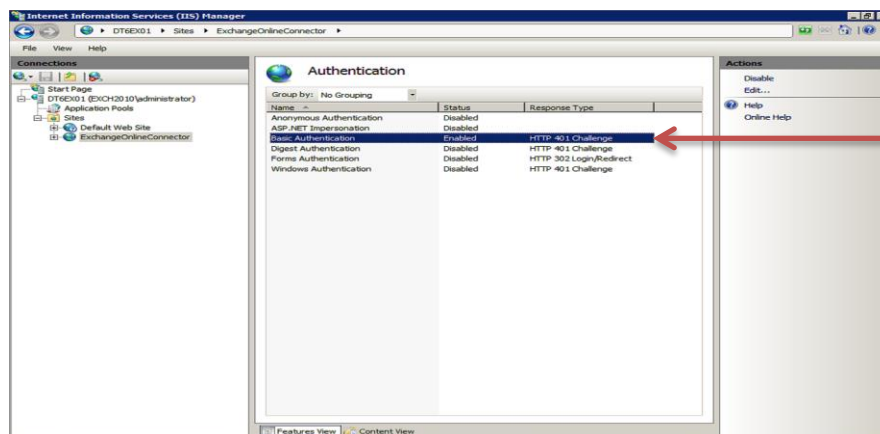 Internet Information Services (IIS) Manager
DT6EX01 Sites ExchangeOnlineConnector
File View Help
Connections
Start Page
DT6EX01 (EXCH2010\administrator)
Application Pools
Sites
Default Web Site
ExchangeOnlineConnector
Authentication
Group by: No Grouping
Name Status Response Type
Anonymous Authentication Disabled
ASP.NET Impersonation Disabled
Basic Authentication Enabled HTTP 401 Challenge
Digest Authentication Disabled HTTP 401 Challenge
Forms Authentication Disabled HTTP 302 Login/Redirect
Windows Authentication Disabled HTTP 401 Challenge
Features View Content View
Actions
Disable
Edit...
Help
Online Help